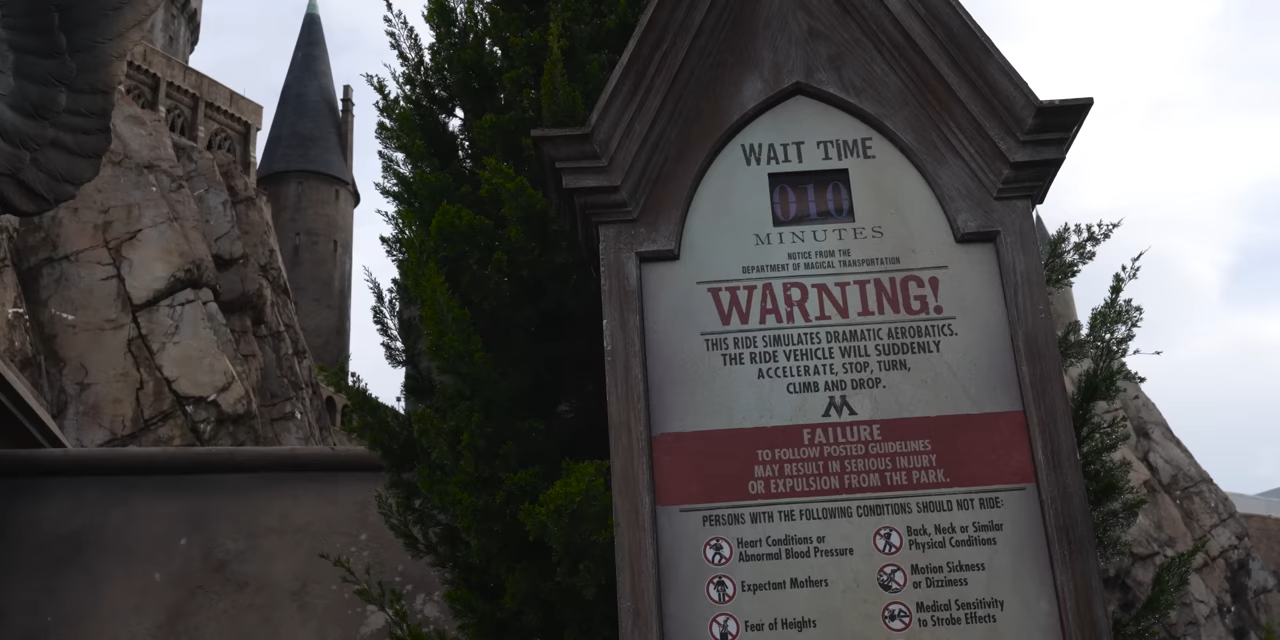 WAIT TIME
010
MINUTES
NOTICE FROM THE
DEPARTMENT OF MAGICAL TRANSPORTATION
WARNING!
THIS RIDE SIMULATES DRAMATIC AEROBATICS.
THE RIDE VEHICLE WILL SUDDENLY
ACCELERATE, STOP, TURN,
CLIMB AND DROP.
M
FAILURE
TO FOLLOW POSTED GUIDELINES
MAY RESULT IN SERIOUS INJURY
OR EXPULSION FROM THE PARK.
PERSONS WITH THE FOLLOWING CONDITIONS SHOULD NOT RIDE:
Heart Conditions or
Abnormal Blood Pressure
Expectant Mothers
Fear of Heights
Back, Neck or Similar
Physical Conditions
Motion Sickness
or Dizziness
Medical Sensitivity
to Strobe Effects